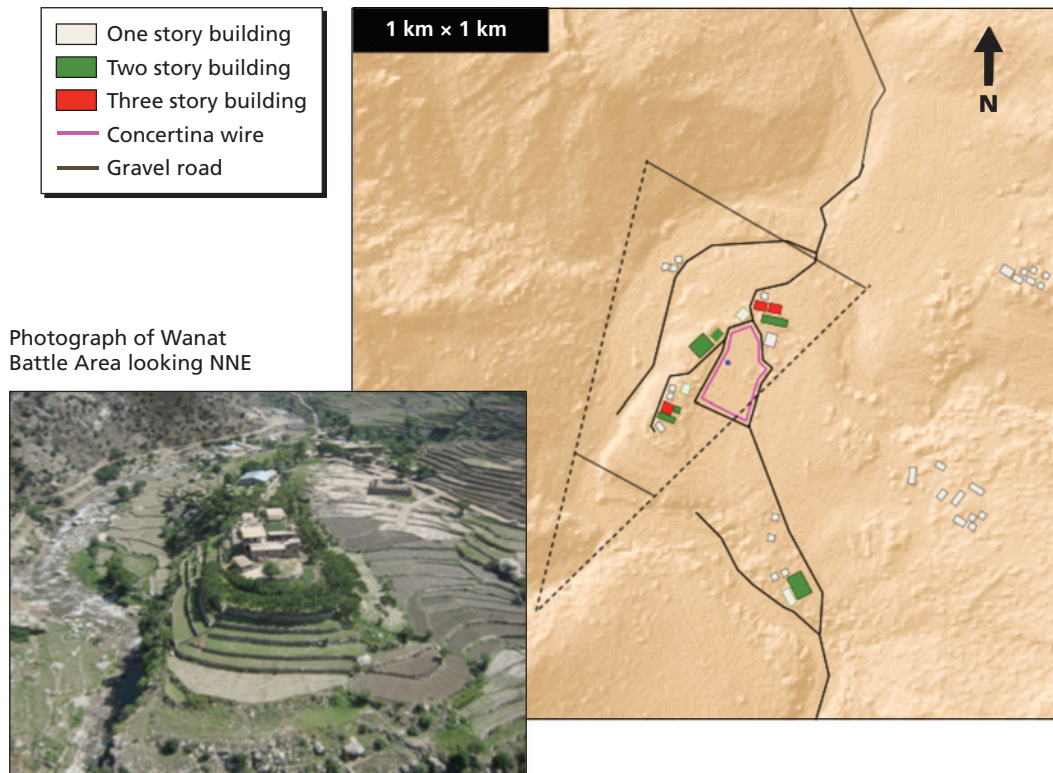 One story building
Two story building
Three story building
Concertina wire
Gravel road
1 km × 1 km
N
Photograph of Wanat
Battle Area looking NNE